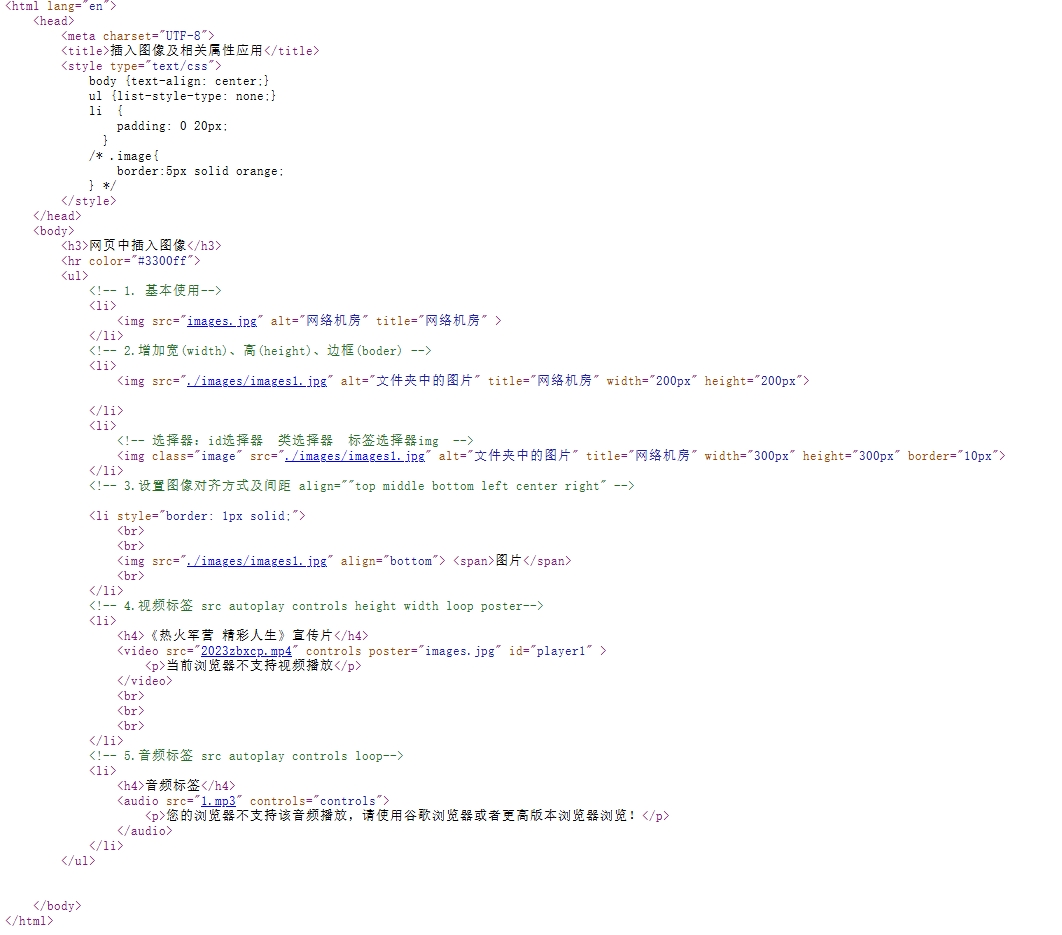 <html lang="en">
<head>
<meta charset="UTF-8">
<title>插入图像及相关属性应用</title>
<style type="text/css">
body {text-align: center;}
ul {list-style-type: none;}
li  {
padding: 0 20px;
}
/* .image{
border:5px solid orange;
} */
</style>
</head>
<body>
<h3>网页中插入图像</h3>
<hr color="#3300ff">
<ul>
<!-- 1. 基本使用-->
<li>
<img src="images.jpg" alt="网络机房" title="网络机房" >
</li>
<!-- 2.增加宽(width)、高(height)、边框(boder) -->
<li>
<img src="./images/images1.jpg" alt="文件夹中的图片" title="网络机房" width="200px" height="200px">
</li>
<li>
<!-- 选择器：id选择器  类选择器  标签选择器img  -->
<img class="image" src="./images/images1.jpg" alt="文件夹中的图片" title="网络机房" width="300px" height="300px" border="10px">
</li>
<!-- 3.设置图像对齐方式及间距 align=""top middle bottom left center right" -->
<li style="border: 1px solid;">
<br>
<br>
<img src="./images/images1.jpg" align="bottom"> <span>图片</span>
<br>
</li>
<!-- 4.视频标签 src autoplay controls height width loop poster-->
<li>
<h4>《热火军营 精彩人生》宣传片</h4>
<video src="2023zbxcp.mp4" controls poster="images.jpg" id="player1" >
<p>当前浏览器不支持视频播放</p>
</video>
<br>
<br>
<br>
</li>
<!-- 5.音频标签 src autoplay controls loop-->
<li>
<h4>音频标签</h4>
<audio src="1.mp3" controls="controls">
<p>您的浏览器不支持该音频播放，请使用谷歌浏览器或者更高版本浏览器浏览！</p>
</audio>
</li>
</ul>
</body>
</html>